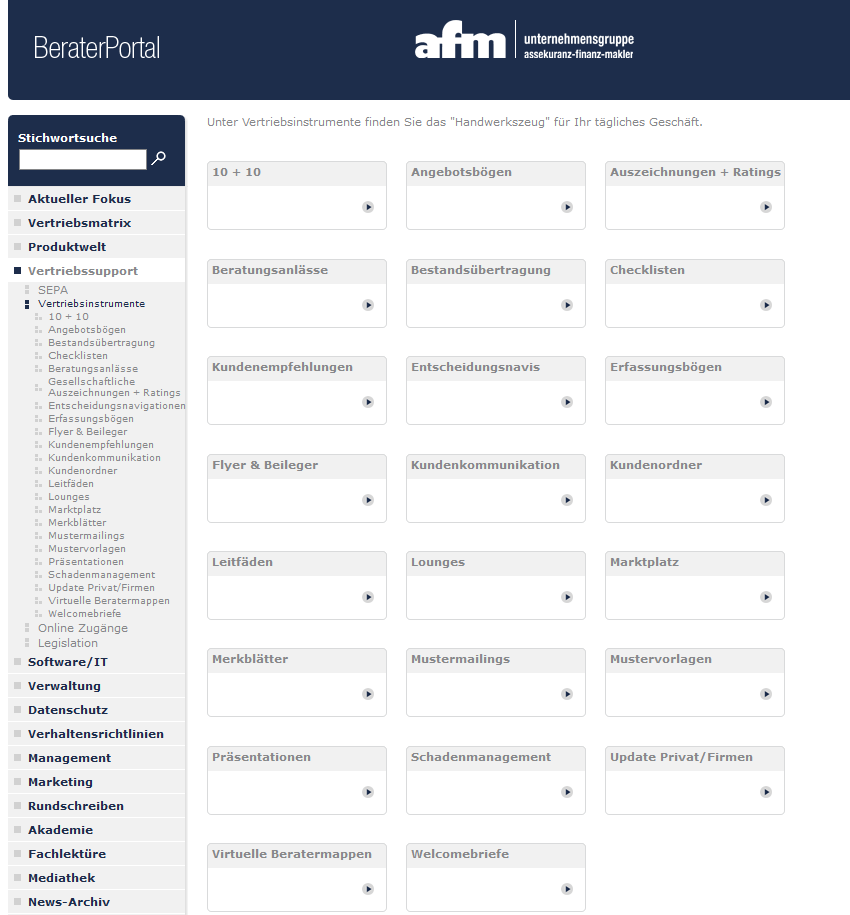 BeraterPortal
afm
unternehmensgruppe
assekuranz-finanz-makler
Stichwortsuche
Aktueller Fokus
Vertriebsmatrix
Produktwelt
Vertriebssupport
SEPA
Vertriebsinstrumente
10 + 10
Angebotsbögen
Bestandsübertragung
Checklisten
Beratungsanlässe
Gesellschaftliche
Auszeichnungen + Ratings
Entscheidungsnavigationen
Erfassungsbögen
Flyer & Beileger
Kundenempfehlungen
Kundenkommunikation
Kundenordner
Leitfäden
Lounges
Marktplatz
Merkblätter
Mustermailings
Mustervorlagen
Präsentationen
Schadenmanagement
Update Privat/Firmen
Virtuelle Beratermappen
Welcomebriefe
Online Zugänge
Legislation
Software/IT
Verwaltung
Datenschutz
Verhaltensrichtlinien
Management
Marketing
Rundschreiben
Akademie
Fachlektüre
Mediathek
News-Archiv
Unter Vertriebsinstrumente finden Sie das "Handwerkszeug" für Ihr tägliches Geschäft.
10 + 10
Angebotsbögen
Auszeichnungen + Ratings
Beratungsanlässe
Bestandsübertragung
Checklisten
Kundenempfehlungen
Entscheidungsnavis
Erfassungsbögen
Flyer & Beileger
Kundenkommunikation
Kundenordner
Leitfäden
Lounges
Marktplatz
Merkblätter
Mustermailings
Mustervorlagen
Präsentationen
Schadenmanagement
Update Privat/Firmen
Virtuelle Beratermappen
Welcomebriefe